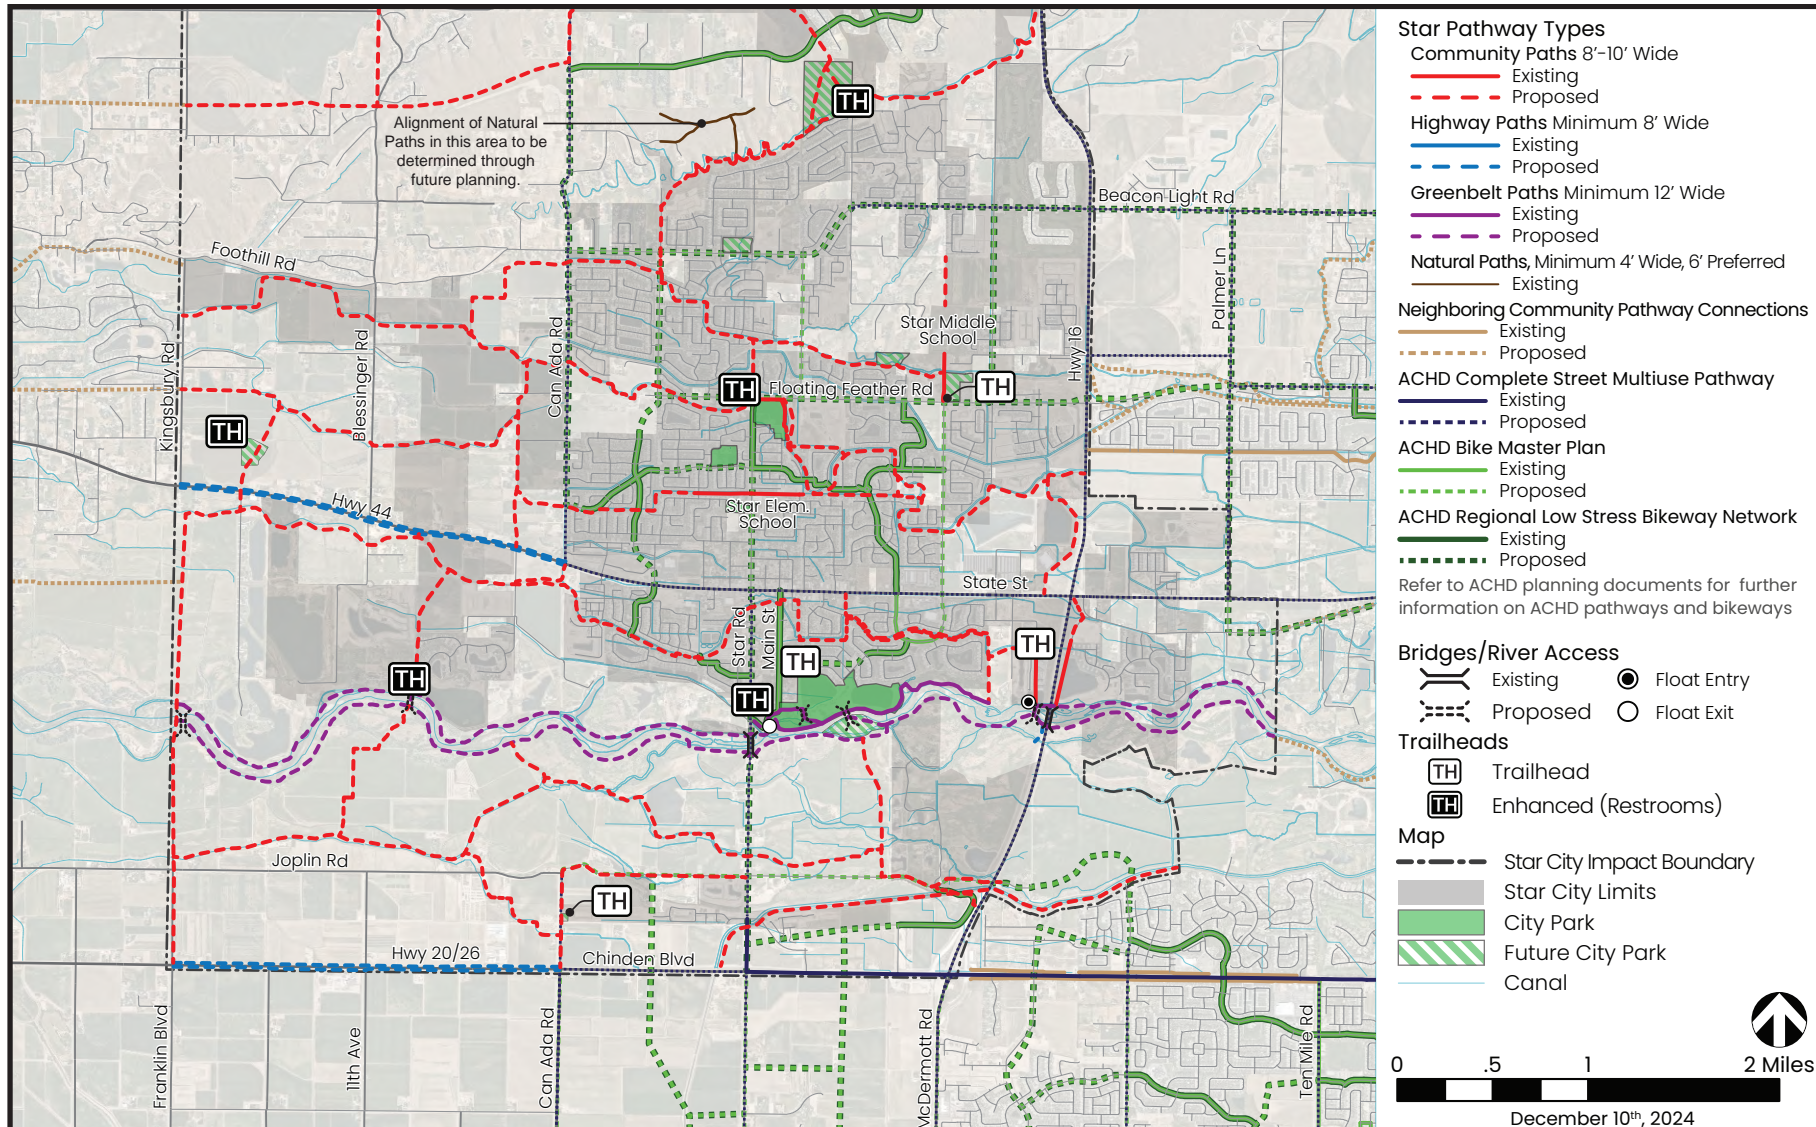 Alignment of Natural
Paths in this area to be
determined through
future planning.
TH
Beacon Light Rd
Foothill Rd
Palmer Ln
Star Middle
School
Kingsbury Rd
Blessinger Rd
Can Ada Rd
Hwy 16
TH
Floating Feather Rd
TH
TH
Hwy 44
Star Elem.
School
State St
Star Rd
Main St
TH
TH
TH
TH
Joplin Rd
TH
Hwy 20/26
Chinden Blvd
Franklin Blvd
11th Ave
Can Ada Rd
McDermott Rd
Ten Mile Rd
Star Pathway Types
Community Paths 8'-10' Wide
Existing
Proposed
Highway Paths Minimum 8' Wide
Existing
Proposed
Greenbelt Paths Minimum 12' Wide
Existing
Proposed
Natural Paths, Minimum 4' Wide, 6' Preferred
Existing
Neighboring Community Pathway Connections
Existing
Proposed
ACHD Complete Street Multiuse Pathway
Existing
Proposed
ACHD Bike Master Plan
Existing
Proposed
ACHD Regional Low Stress Bikeway Network
Existing
Proposed
Refer to ACHD planning documents for further
information on ACHD pathways and bikeways
Bridges/River Access
Existing
Float Entry
Proposed
Float Exit
Trailheads
TH Trailhead
TH Enhanced (Restrooms)
Map
Star City Impact Boundary
Star City Limits
City Park
Future City Park
Canal
0 .5 1 2 Miles
December 10th, 2024